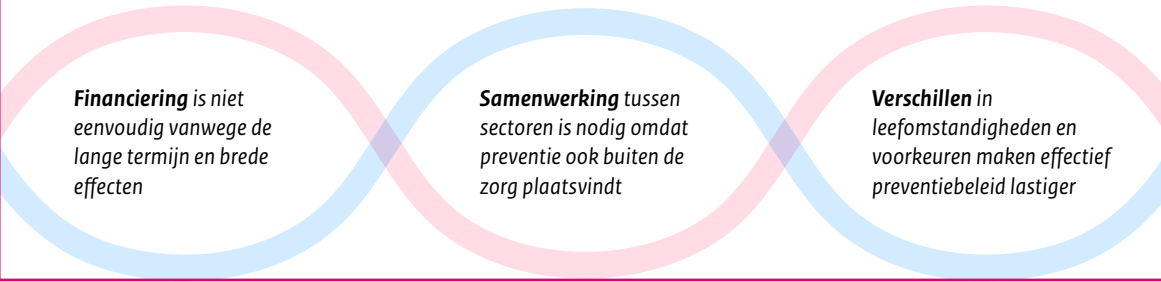 Financiering is niet
eenvoudig vanwege de
lange termijn en brede
effecten
Samenwerking tussen
sectoren is nodig omdat
preventie ook buiten de
zorg plaatsvindt
Verschillen in
leefomstandigheden en
voorkeuren maken effectief
preventiebeleid lastiger